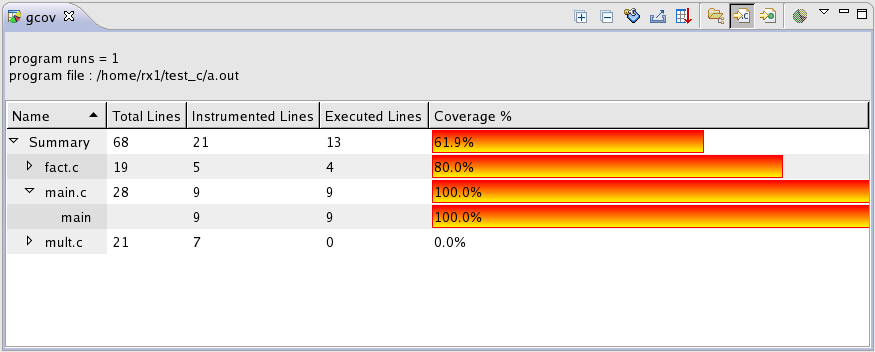 gcov
program runs = 1
program file : /home/rx1/test_c/a.out
Name Total Lines Instrumented Lines Executed Lines Coverage %
Summary 68 21 13 61.9%
fact.c 19 5 4 80.0%
main.c 28 9 9 100.0%
main 9 9 100.0%
mult.c 21 7 0 0.0%